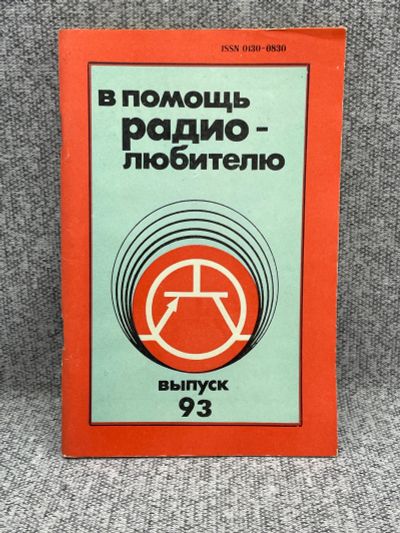 ISSN 0130-0830
в помощь
радио-
любителю
выпуск
93